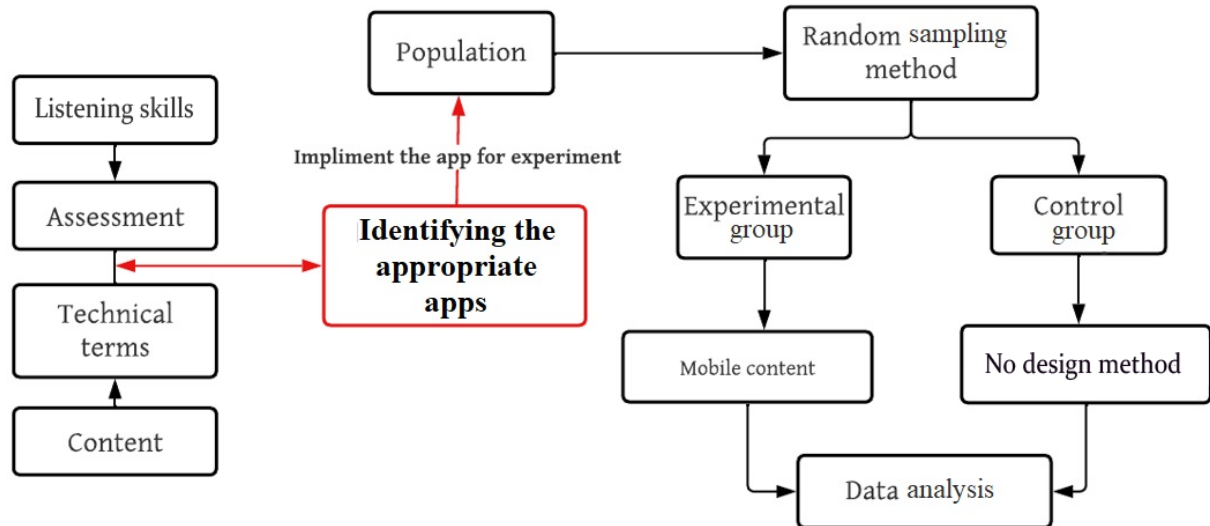 Listening skills
Assessment
Technical
terms
Content
Population
Impliment the app for experiment
Identifying the
appropriate
apps
Random sampling
method
Experimental
group
Control
group
Mobile content
No design method
Data analysis